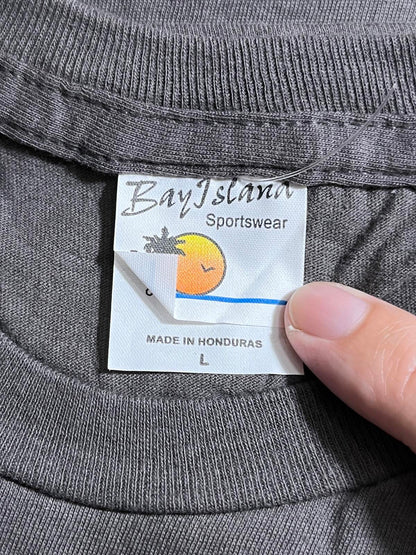 Bay Island
Sportswear
MADE IN HONDURAS
L